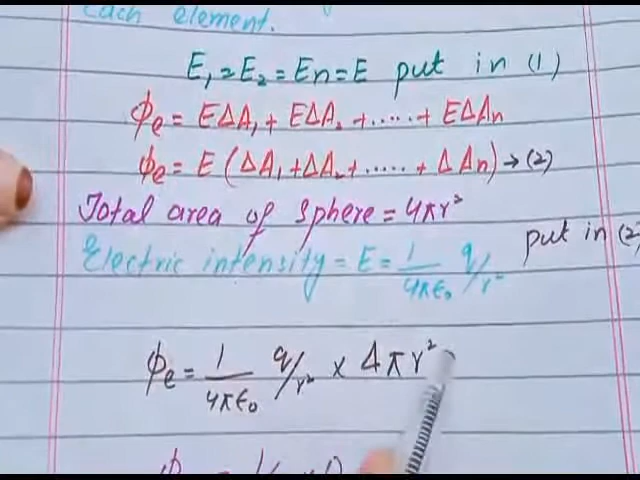 Each element.
E₁ = E₂ = En = E put in (1)
ϕe = EΔA₁ + EΔA₂ + ..... + EΔAn
ϕe = E (ΔA₁ + ΔA₂ + ..... + ΔAn) → (2)
Total area of sphere = 4πr²
put in (2)
Electric intensity = E = 1/4πε₀ q/r²
ϕe = 1/4πε₀ q/r² × 4πr²